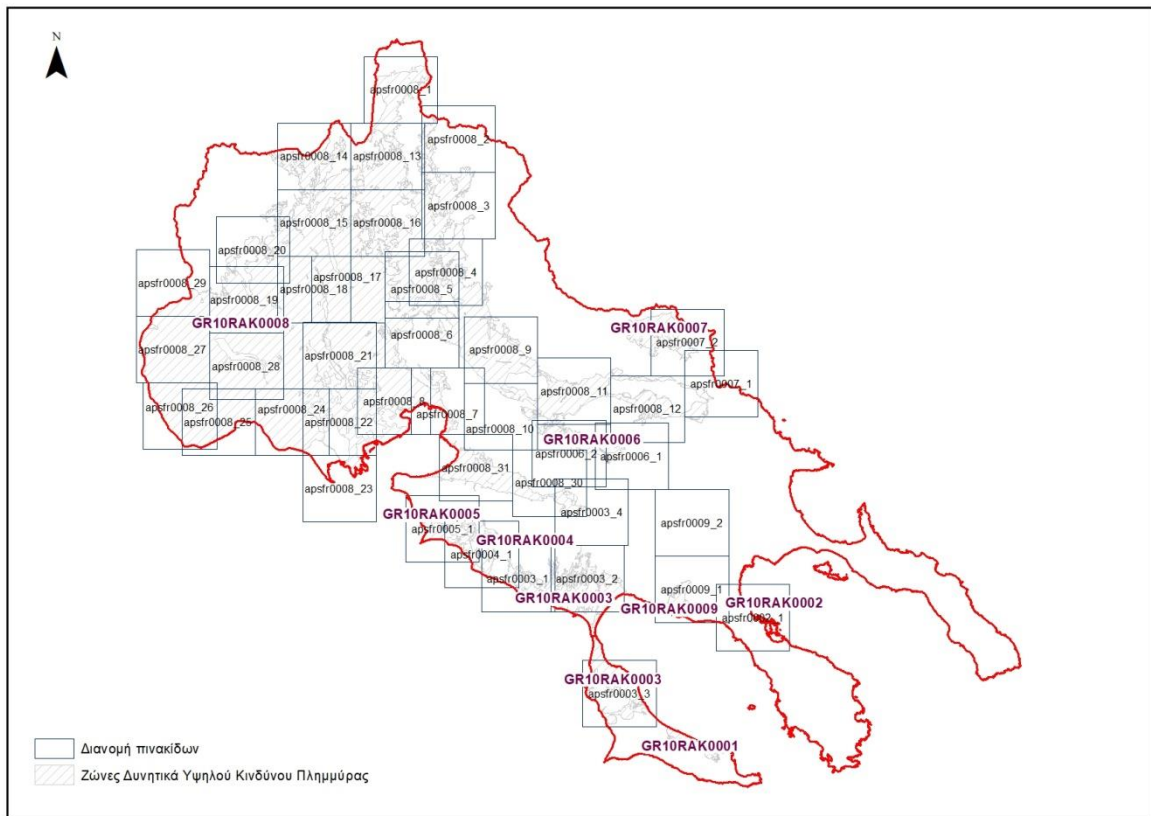 N
apsfr0008_1
apsfr0008_2
apsfr0008_14
apsfr0008_13
apsfr0008_3
apsfr0008_15
apsfr0008_16
apsfr0008_20
apsfr0008_4
apsfr0008_29
apsfr0008_17
apsfr0008_18
apsfr0008_5
apsfr0008_19
GR10RAK0008
GR10RAK0007
apsfr0007_2
apsfr0008_6
apsfr0008_27
apsfr0008_9
apsfr0008_21
apsfr0008_28
apsfr0007_1
apsfr0008_11
apsfr0008_8
apsfr0008_26
apsfr0008_24
apsfr0008_12
apsfr0008_7
apsfr0008_25
apsfr0008_22
apsfr0008_10
GR10RAK0006
apsfr0006_2
apsfr0006_1
apsfr0008_31
apsfr0008_30
apsfr0008_23
GR10RAK0005
apsfr0003_4
apsfr0005_1
apsfr0009_2
GR10RAK0004
apsfr0004_1
apsfr0003_1
apsfr0003_2
apsfr0009_1
GR10RAK0003
GR10RAK0009
GR10RAK0002
apsfr0002_1
GR10RAK0003
apsfr0003_3
GR10RAK0001
Διανομή πινακίδων
Ζώνες Δυνητικά Υψηλού Κινδύνου Πλημμύρας